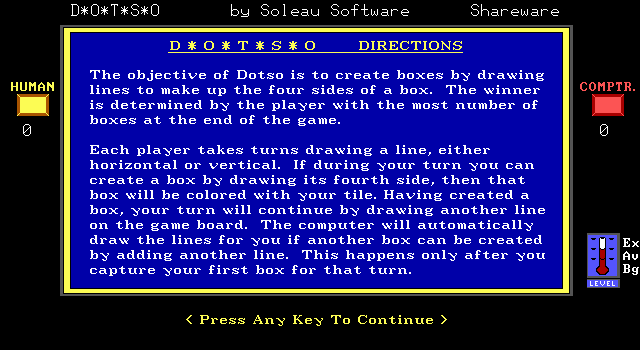 D*O*T*S*O by Soleau Software Shareware
D*O*T*S*O DIRECTIONS
HUMAN
0
COMPTR.
0
The objective of Dotso is to create boxes by drawing
lines to make up the four sides of a box. The winner
is determined by the player with the most number of
boxes at the end of the game.
Each player takes turns drawing a line, either
horizontal or vertical. If during your turn you can
create a box by drawing its fourth side, then that
box will be colored with your tile. Having created a
box, your turn will continue by drawing another line
on the game board. The computer will automatically
draw the lines for you if another box can be created
by adding another line. This happens only after you
capture your first box for that turn.
Ex
Av
Bg
LEVEL
< Press Any Key To Continue >